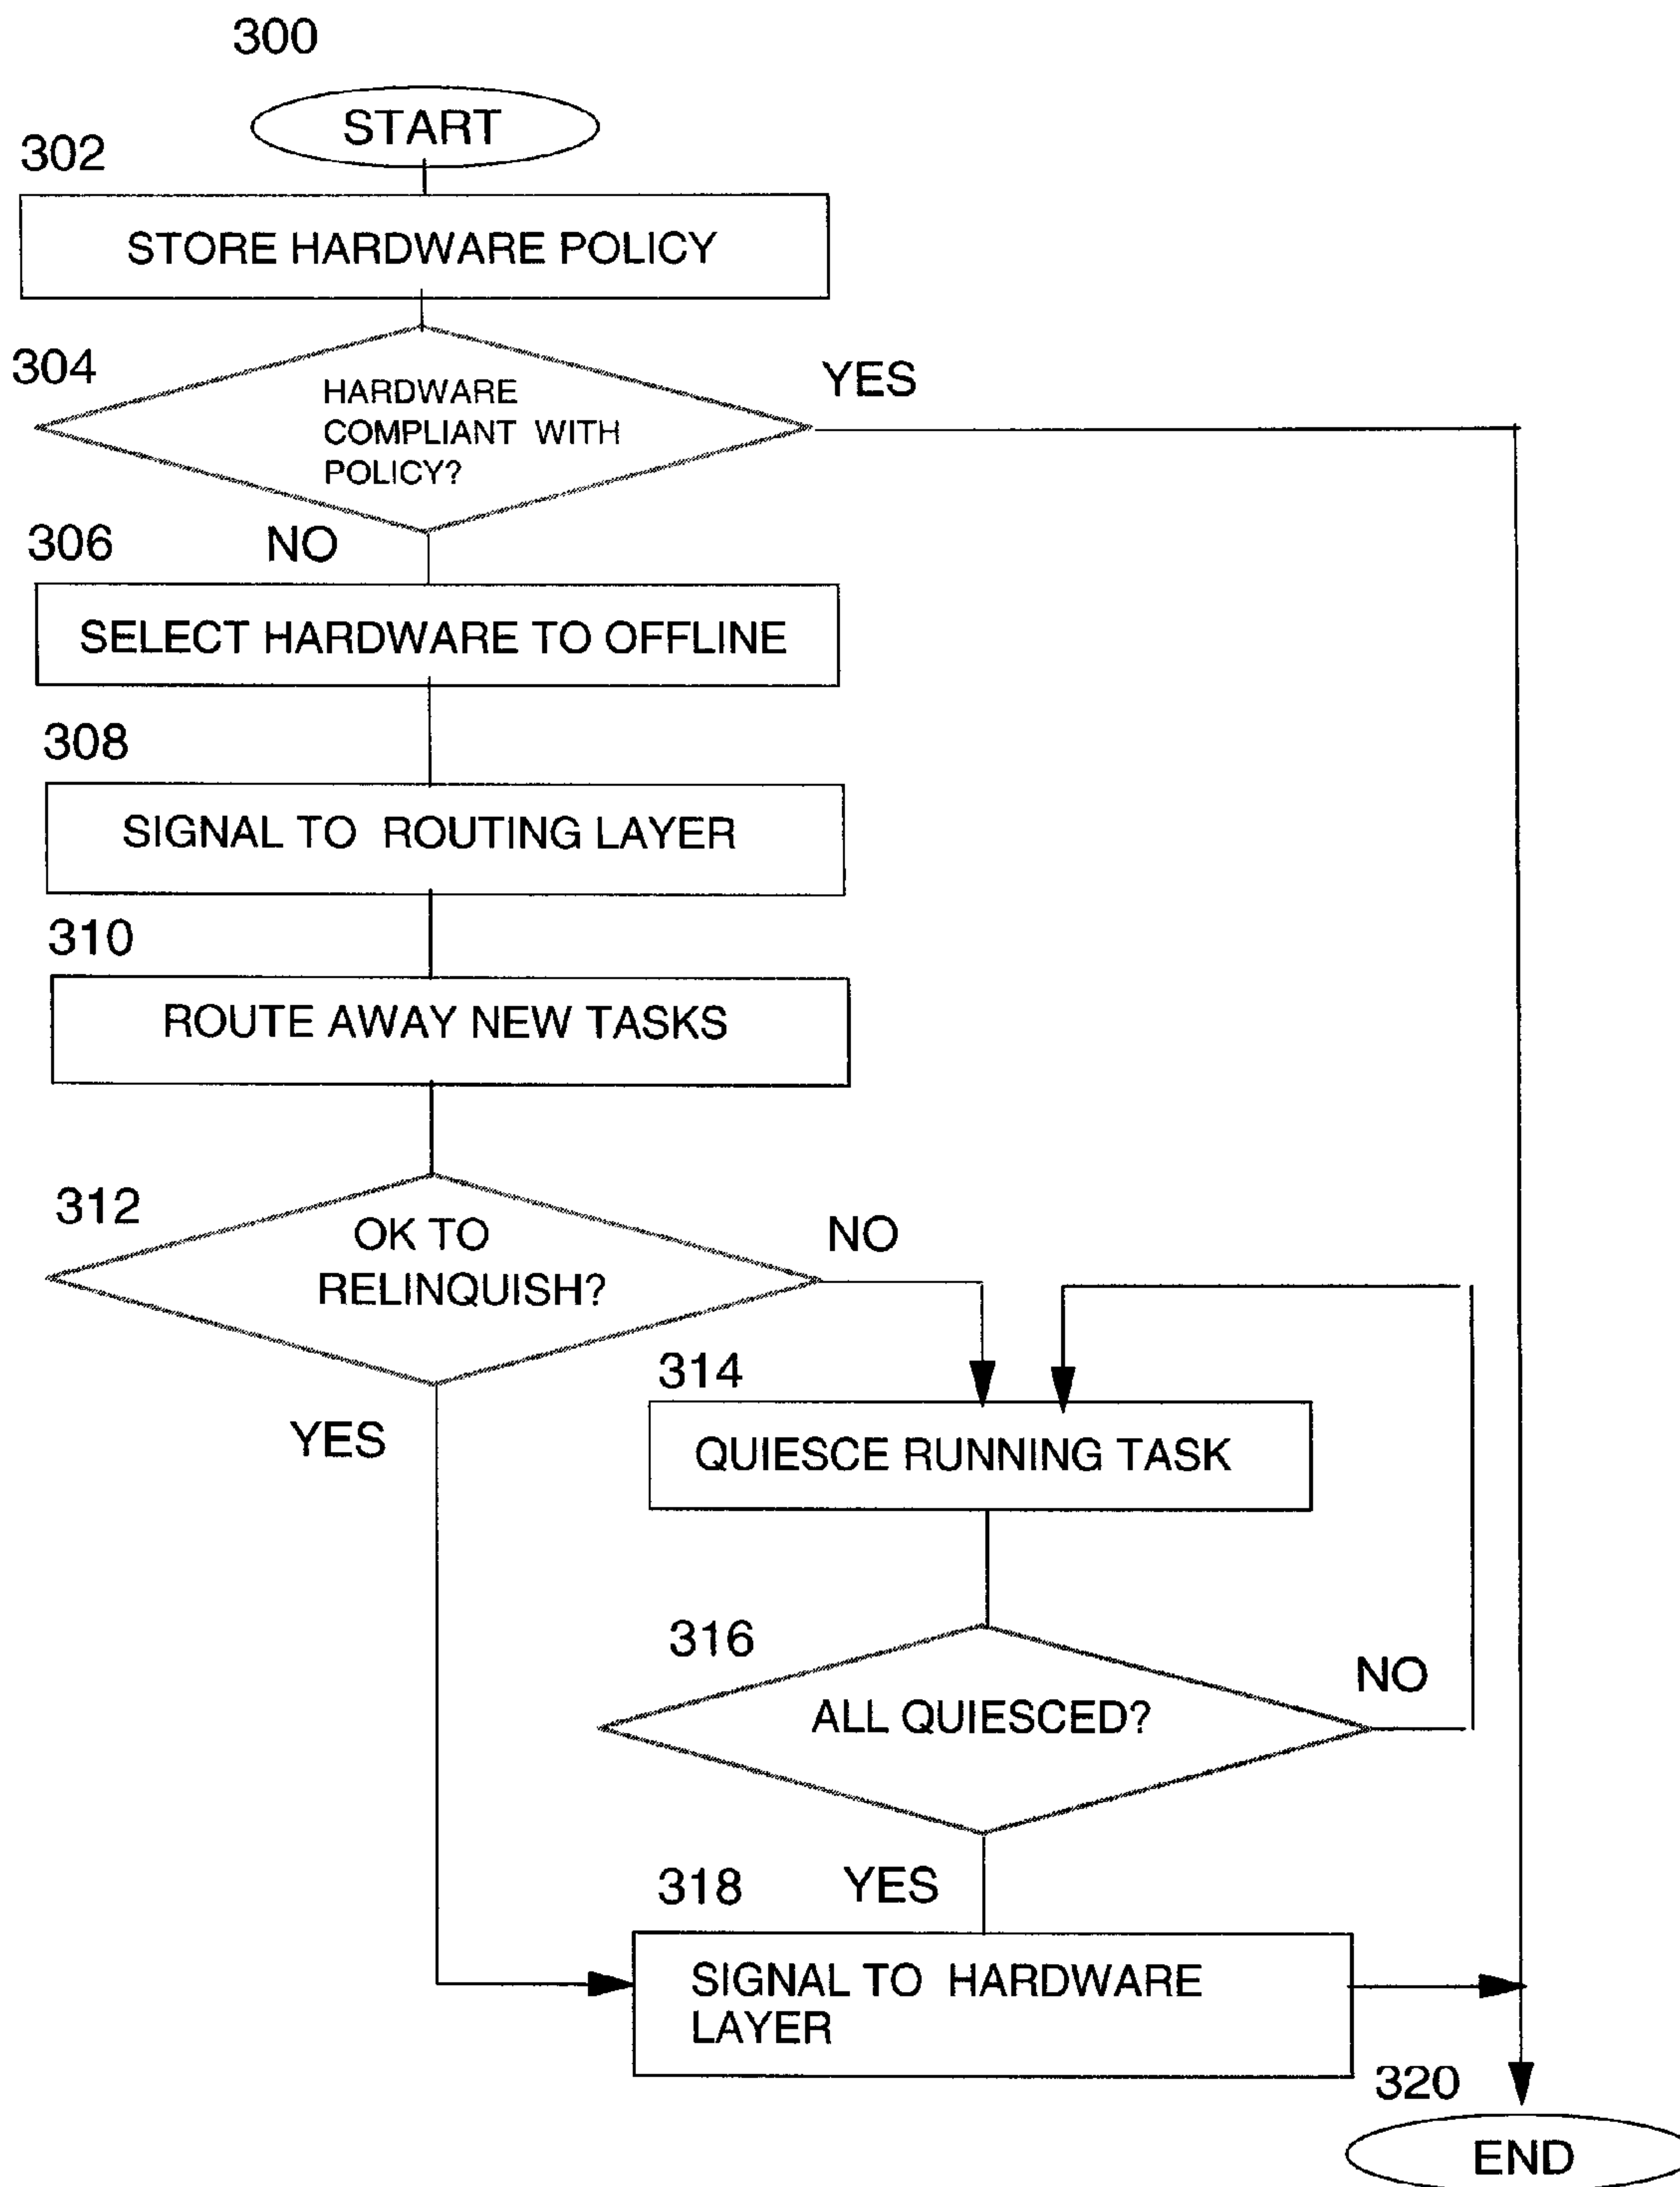 300
START
302
STORE HARDWARE POLICY
304
HARDWARE
COMPLIANT WITH
POLICY?
YES
306
NO
SELECT HARDWARE TO OFFLINE
308
SIGNAL TO ROUTING LAYER
310
ROUTE AWAY NEW TASKS
312
OK TO
RELINQUISH?
NO
YES
314
QUIESCE RUNNING TASK
316
ALL QUIESCED?
NO
318
YES
SIGNAL TO HARDWARE
LAYER
320
END